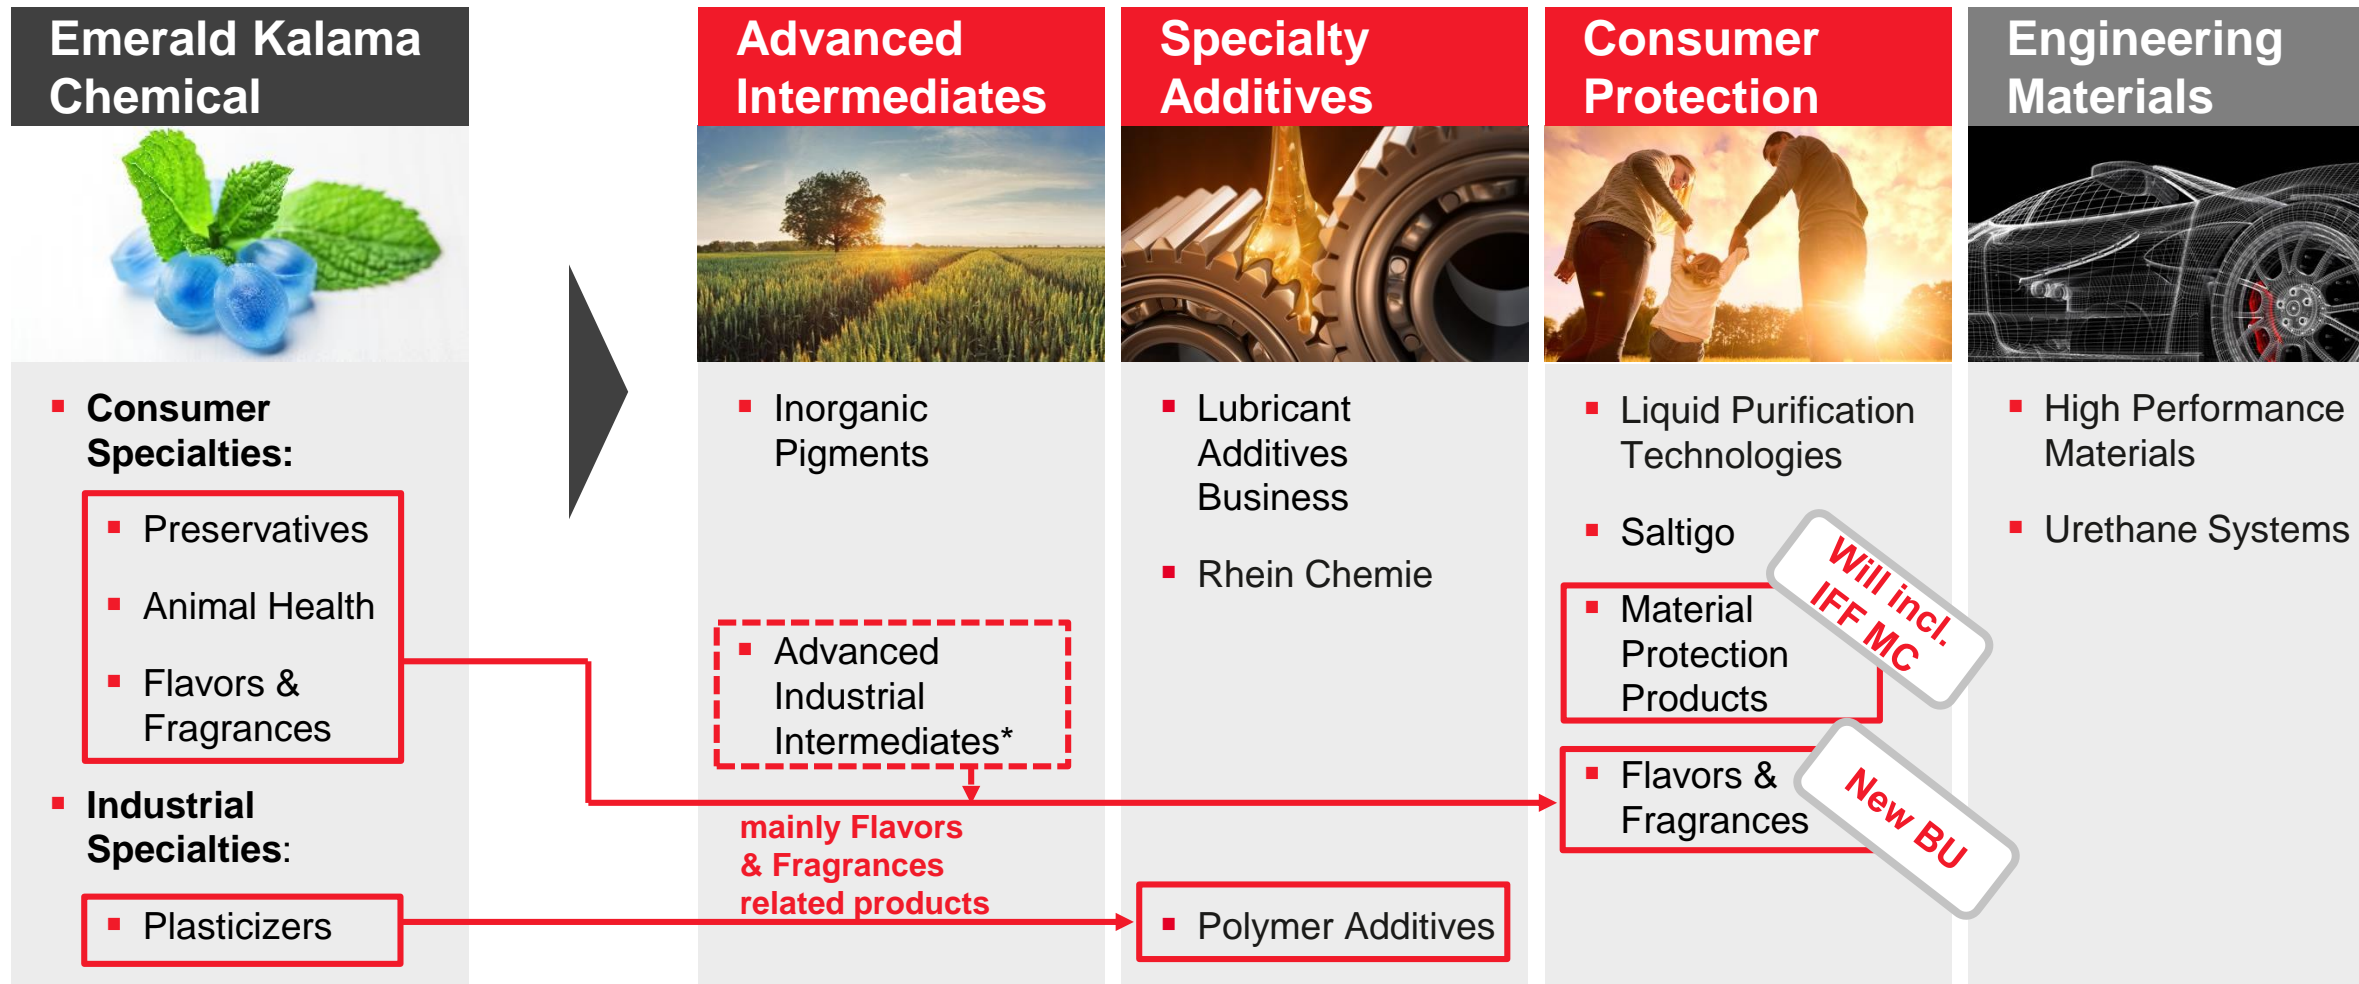 Emerald Kalama
Chemical
Consumer
Specialties:
Preservatives
Animal Health
Flavors &
Fragrances
Industrial
Specialties:
Plasticizers
Advanced
Intermediates
Inorganic
Pigments
Advanced
Industrial
Intermediates*
mainly Flavors
& Fragrances
related products
Specialty
Additives
Lubricant
Additives
Business
Rhein Chemie
Polymer Additives
Consumer
Protection
Liquid Purification
Technologies
Saltigo
Will incl.
IFF MC
Material
Protection
Products
Flavors &
Fragrances
New BU
Engineering
Materials
High Performance
Materials
Urethane Systems